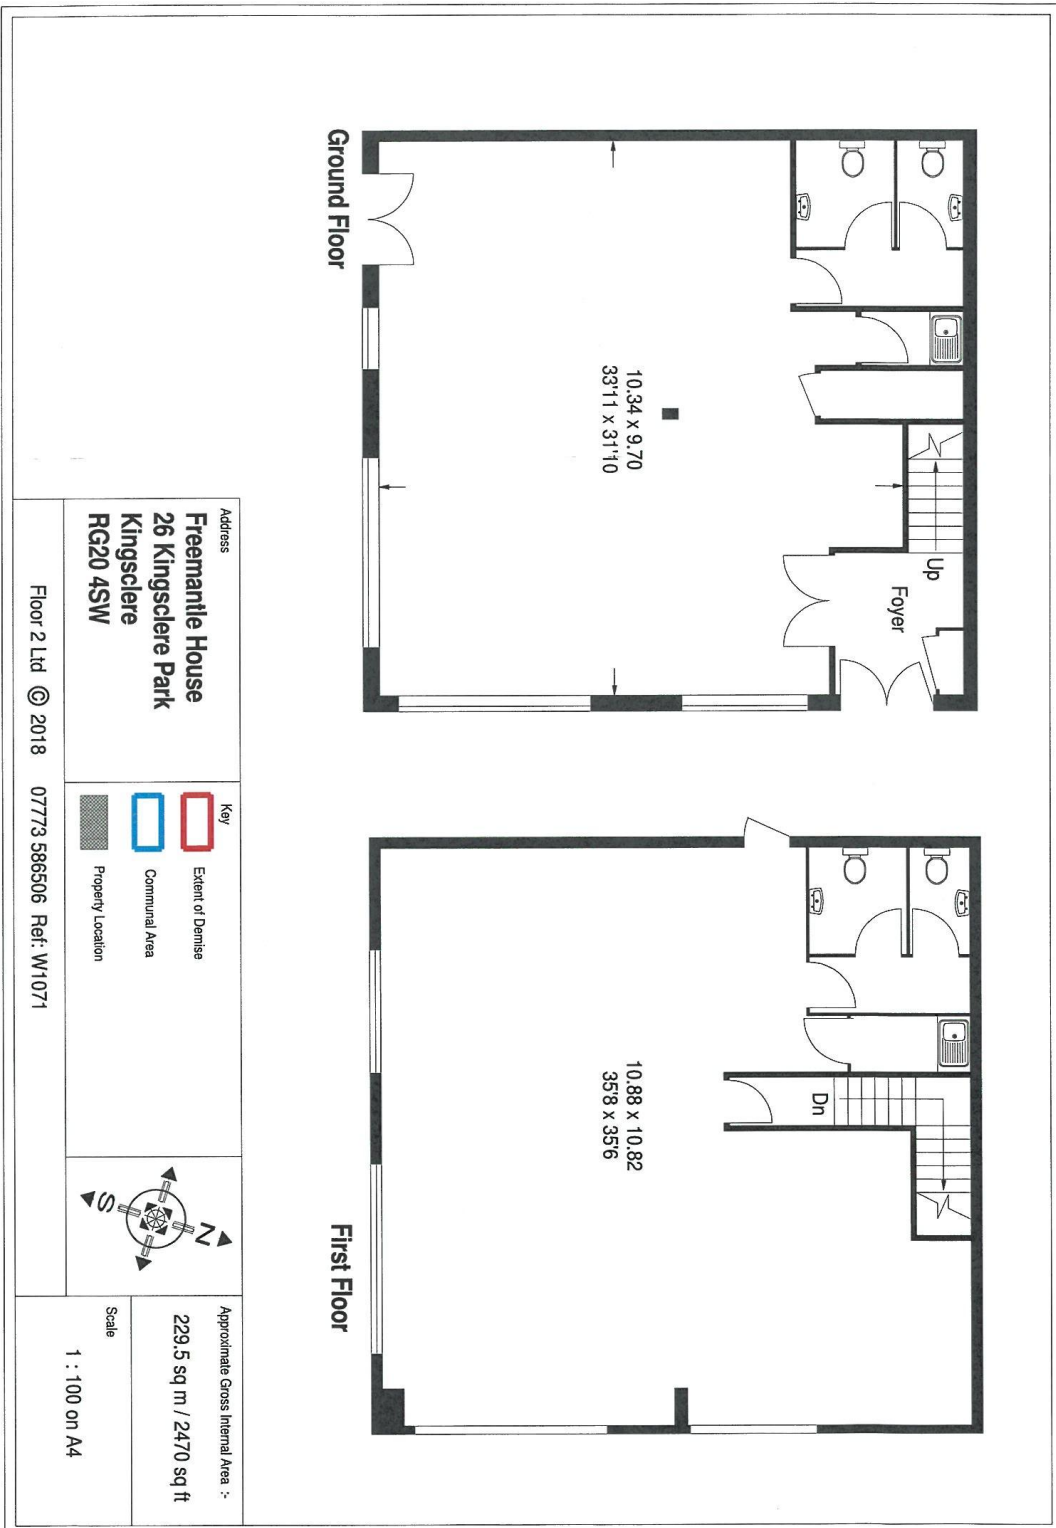 Ground Floor
10.34 x 9.70
33'11 x 31'10
Up
Foyer
First Floor
10.88 x 10.82
35'8 x 35'6
Dn
Address
Freemantle House
26 Kingsclere Park
Kingsclere
RG20 4SW
Key
Extent of Demise
Communal Area
Property Location
N
S
Approximate Gross Internal Area :-
229.5 sq m / 2470 sq ft
Scale
1 : 100 on A4
Floor 2 Ltd © 2018 07773 586506 Ref: W1071